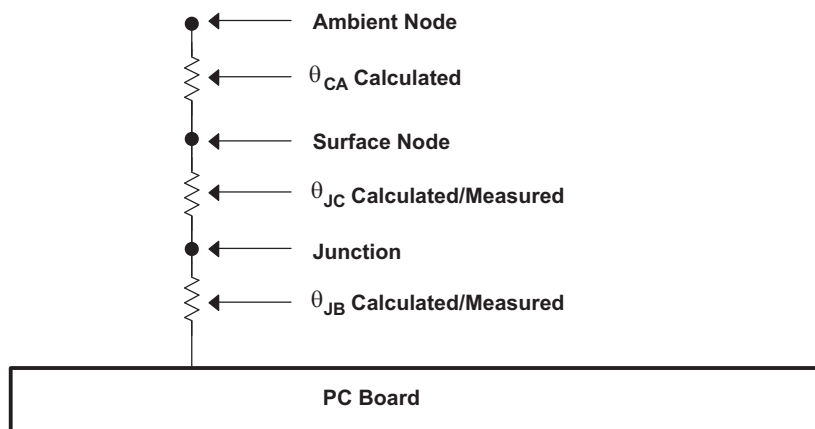 Ambient Node
θCA Calculated
Surface Node
θJC Calculated/Measured
Junction
θJB Calculated/Measured
PC Board